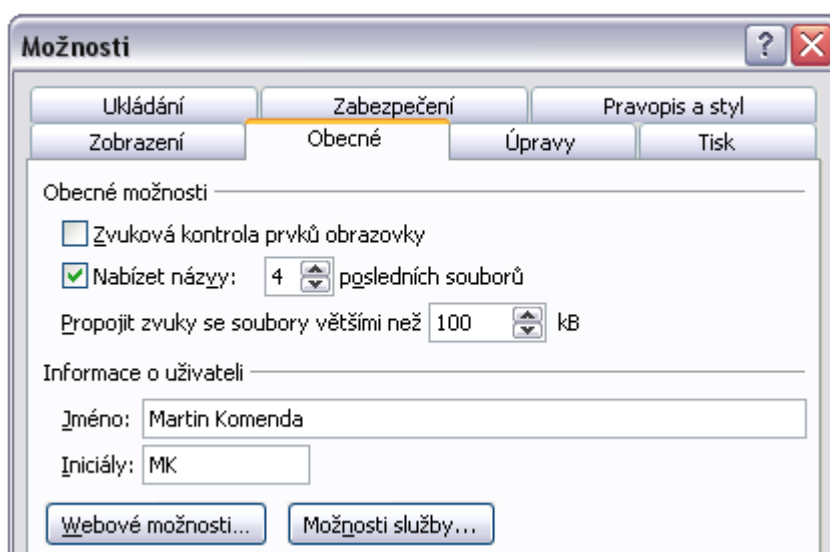 Možnosti
Ukládání Zabezpečení Pravopis a styl
Zobrazení Obecné Úpravy Tisk
Obecné možnosti
Zvuková kontrola prvků obrazovky
Nabízet názvy: 4 posledních souborů
Propojit zvuky se soubory většími než 100 kB
Informace o uživateli
Jméno: Martin Komenda
Iniciály: MK
Webové možnosti... Možnosti služby...